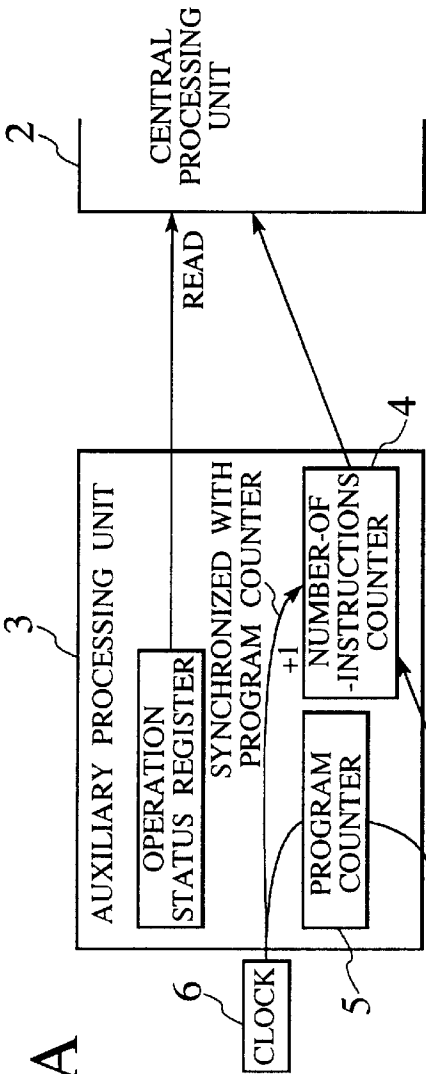 A
3
AUXILIARY PROCESSING UNIT
OPERATION
STATUS REGISTER
READ
2
CENTRAL
PROCESSING
UNIT
SYNCHRONIZED WITH
PROGRAM COUNTER
6
CLOCK
+1
PROGRAM
COUNTER
5
NUMBER-OF
-INSTRUCTIONS
COUNTER
4